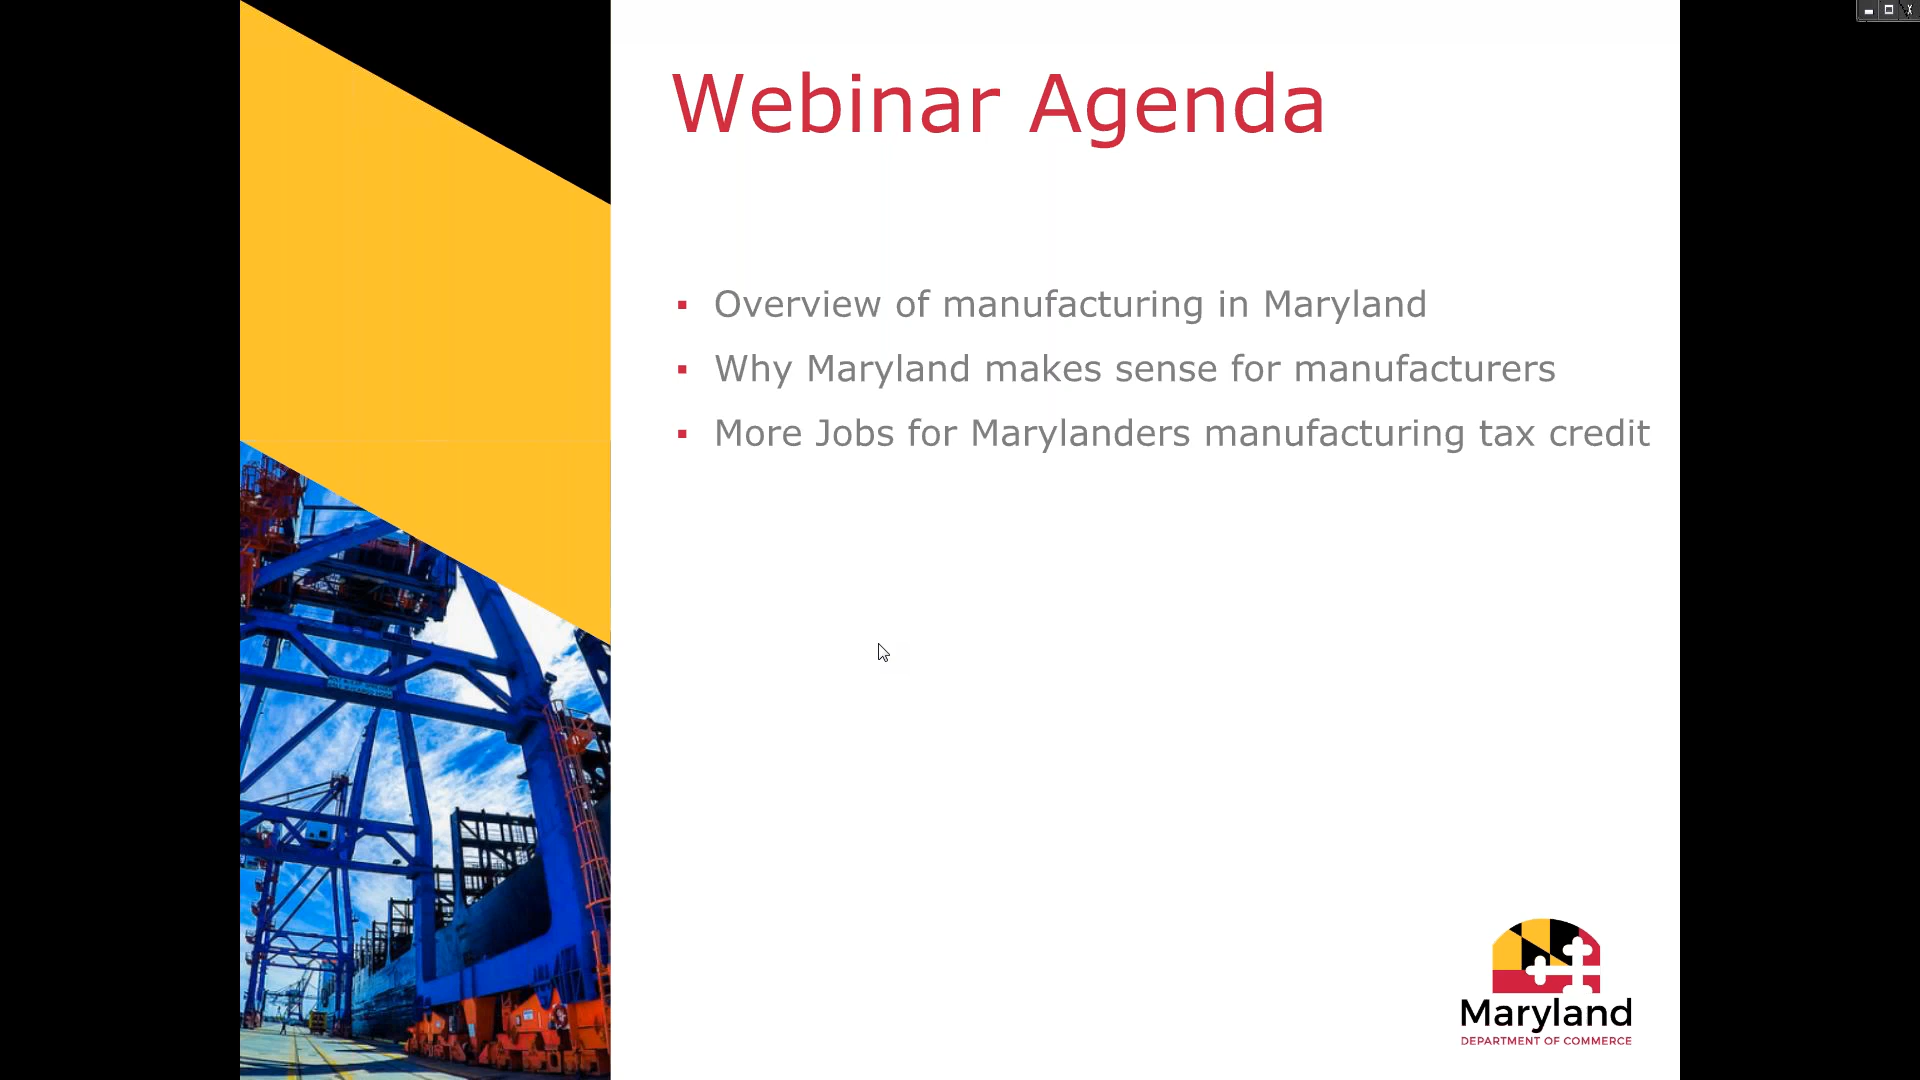 Webinar Agenda
▪ Overview of manufacturing in Maryland
▪ Why Maryland makes sense for manufacturers
▪ More Jobs for Marylanders manufacturing tax credit
Maryland
DEPARTMENT OF COMMERCE